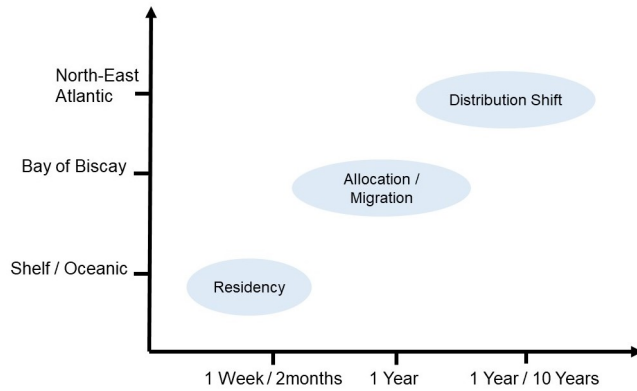 North-East
Atlantic
Distribution Shift
Bay of Biscay
Allocation /
Migration
Shelf / Oceanic
Residency
1 Week / 2months
1 Year
1 Year / 10 Years